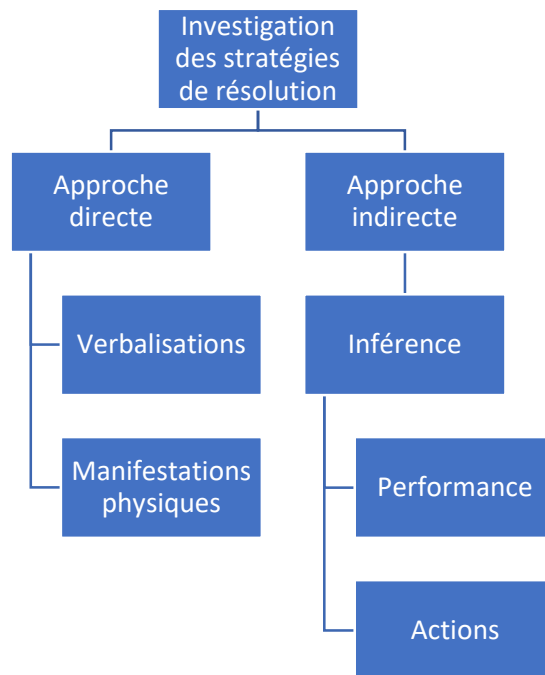 Investigation
des stratégies
de résolution
Approche
directe
Approche
indirecte
Verbalisations
Inférence
Manifestations
physiques
Performance
Actions